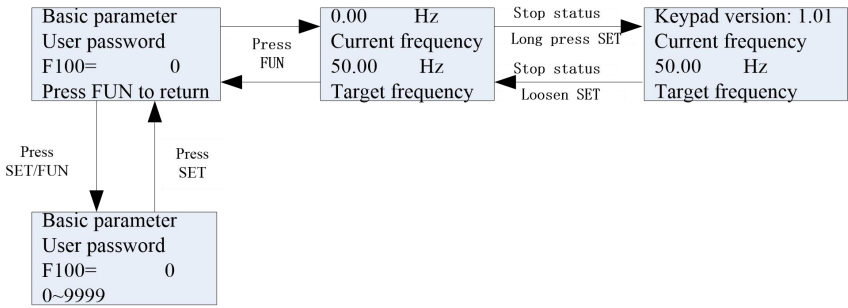 Basic parameter
User password
F100= 0
Press FUN to return
Press
FUN
0.00 Hz
Current frequency
50.00 Hz
Target frequency
Stop status
Long press SET
Stop status
Loosen SET
Keypad version: 1.01
Current frequency
50.00 Hz
Target frequency
Press
SET/FUN
Press
SET
Basic parameter
User password
F100= 0
0~9999